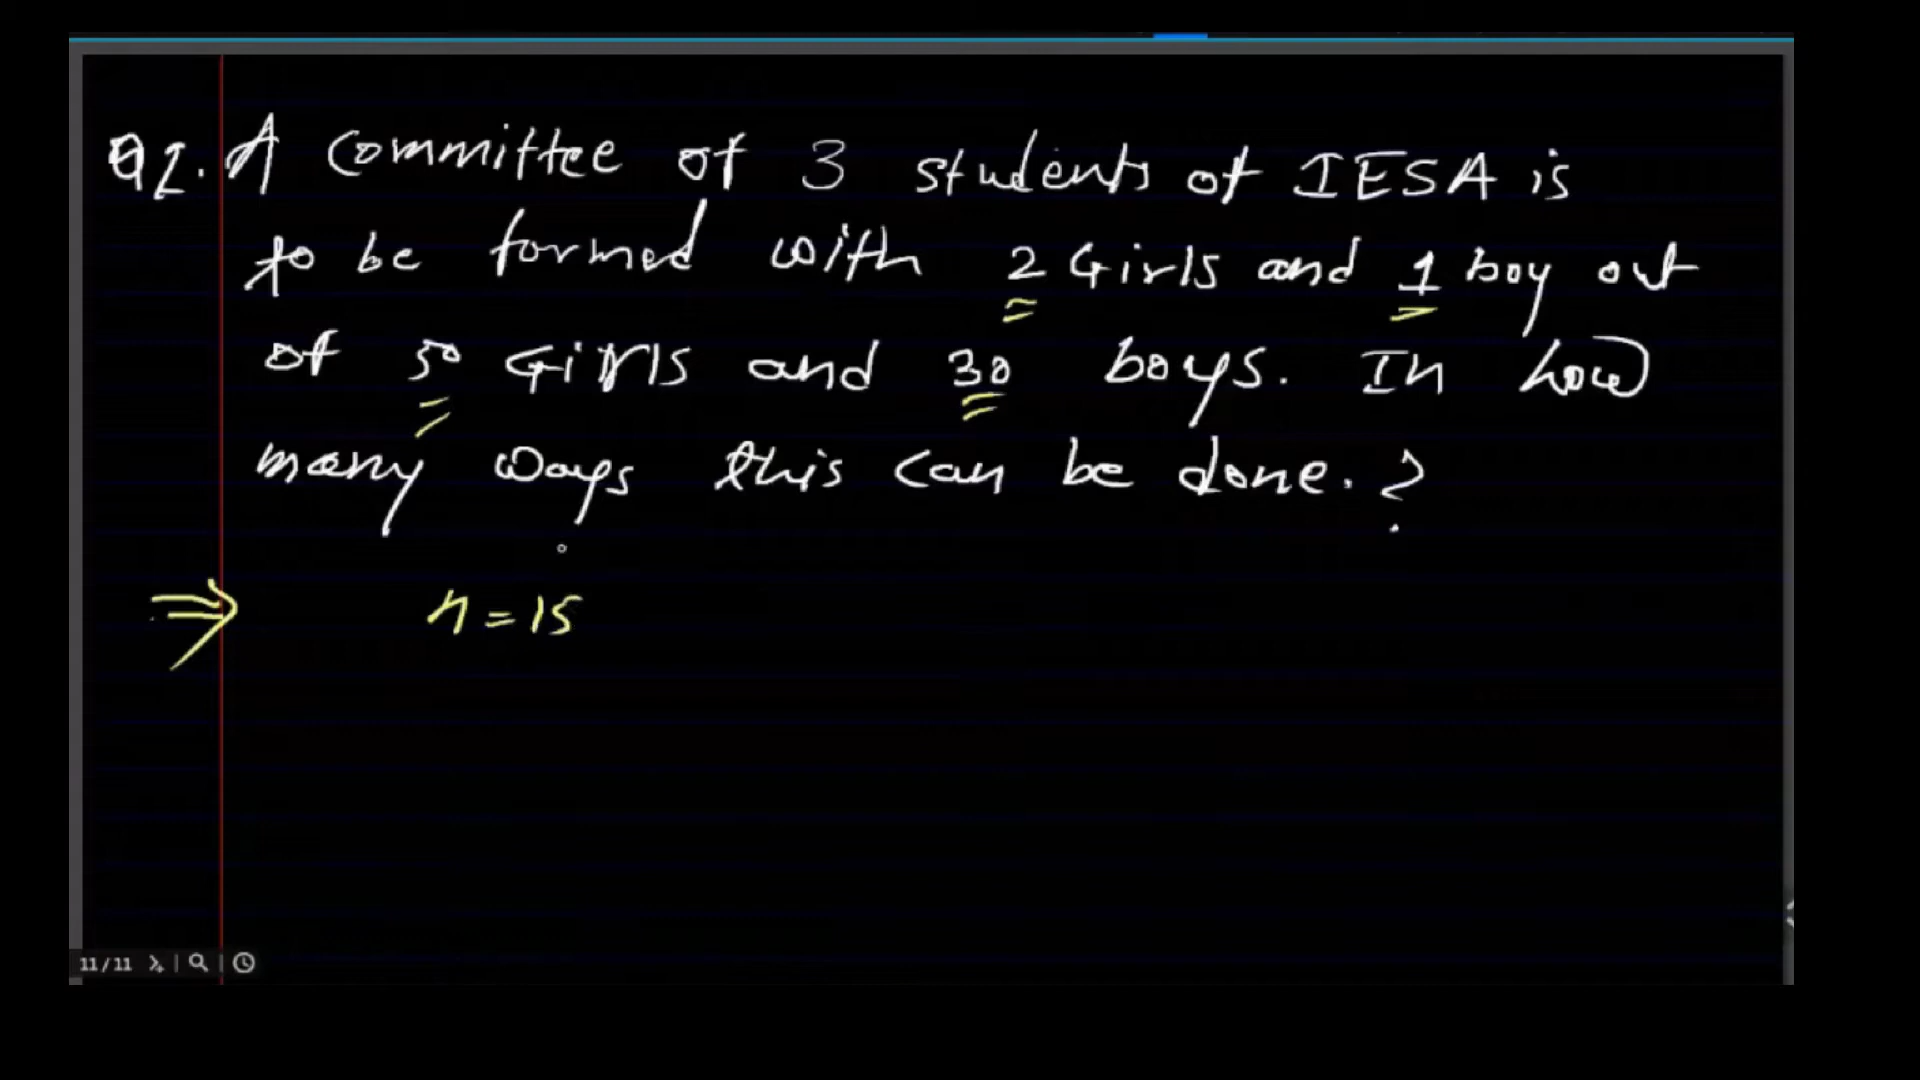 Q2. A Committee of 3 students of IESA is
to be formed with 2 Girls and 1 boy out
of 50 Girls and 30 boys. In how
many ways this can be done.?
⇒ n = 15
11/11